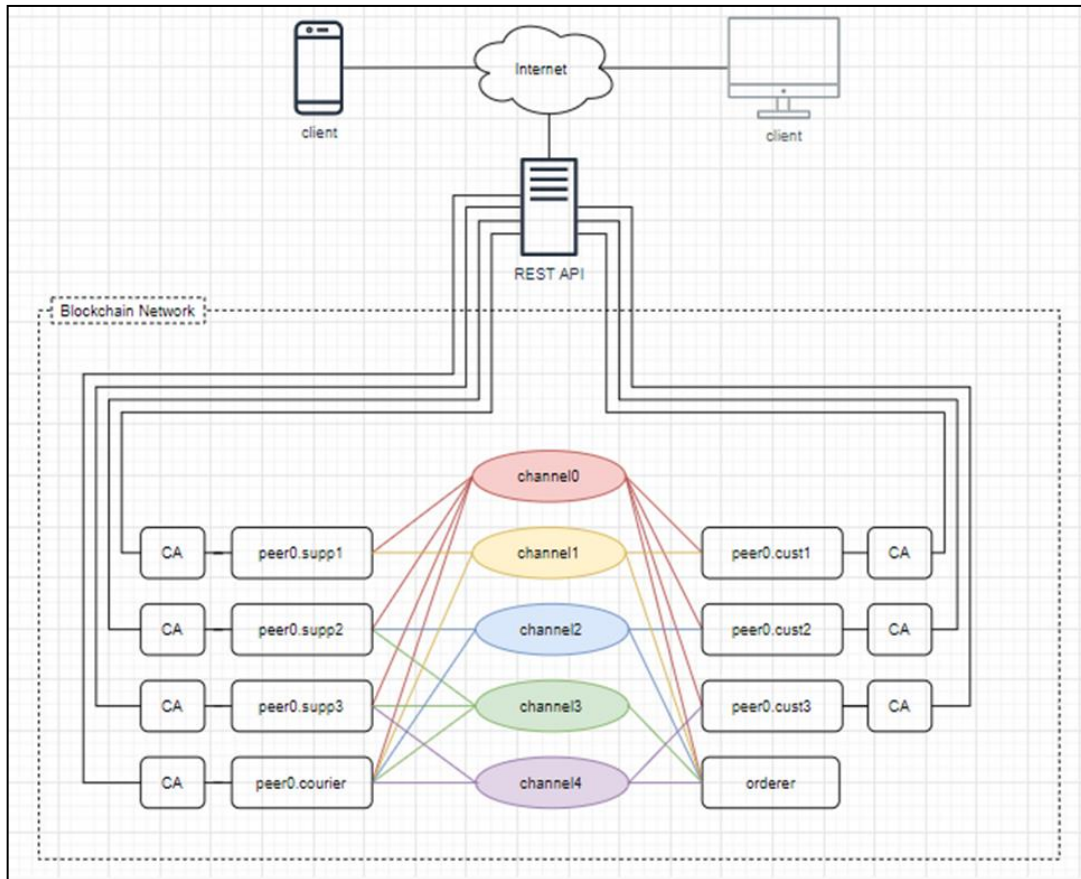 Internet
client
client
REST API
Blockchain Network
channel0
CA
peer0.supp1
channel1
peer0.cust1
CA
CA
peer0.supp2
channel2
peer0.cust2
CA
CA
peer0.supp3
channel3
peer0.cust3
CA
CA
peer0.courier
channel4
orderer